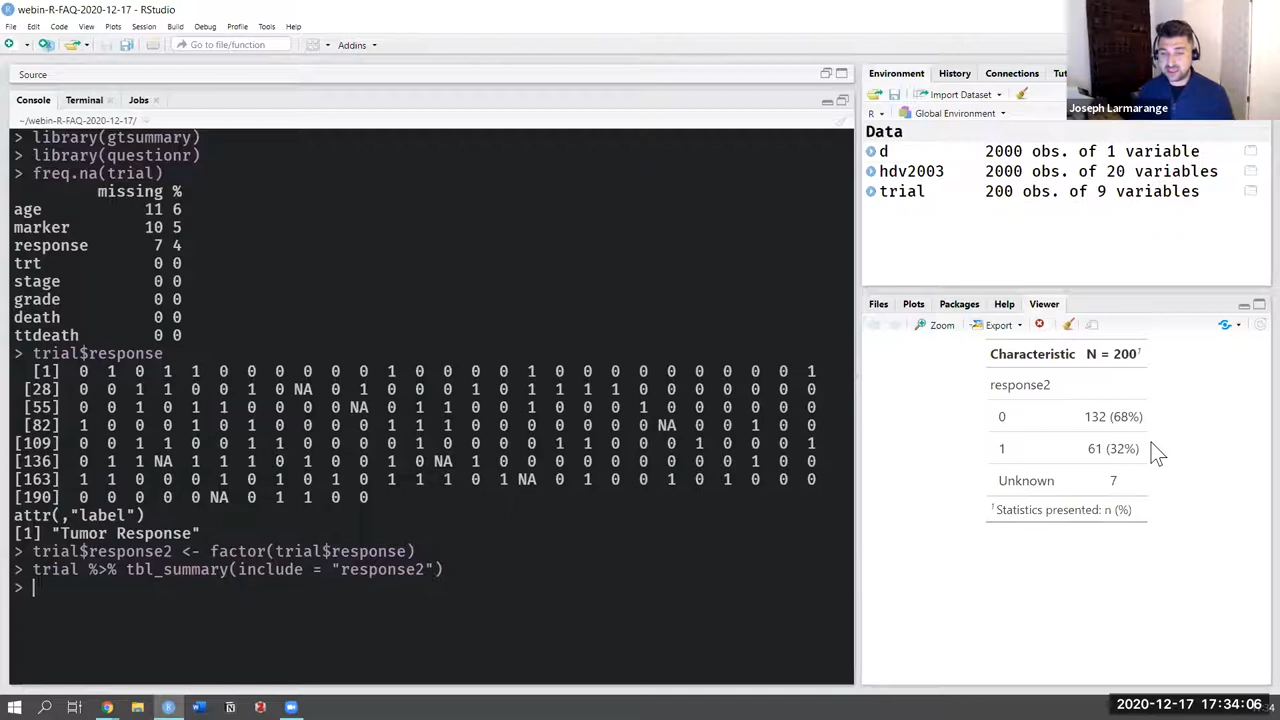 webin-R-FAQ-2020-12-17 - RStudio
File Edit Code View Plots Session Build Debug Profile Tools Help
Go to file/function Addins
Source
Console Terminal Jobs
~/webin-R-FAQ-2020-12-17/
> library(gtsummary)
> library(questionr)
> freq.na(trial)
missing %
age 11 6
marker 10 5
response 7 4
trt 0 0
stage 0 0
grade 0 0
death 0 0
ttdeath 0 0
> trial$response
[1] 0 1 0 1 1 0 0 0 0 0 0 1 0 0 0 0 1 0 0 0 0 0 0 0 0 0 1
[28] 0 0 1 1 0 0 1 0 NA 0 1 0 0 0 1 0 0 1 1 1 1 0 0 0 0 0 0
[55] 0 0 1 0 1 1 0 0 0 0 NA 0 1 1 0 0 0 1 0 0 0 1 0 0 0 0 0
[82] 1 0 0 0 1 0 0 0 1 0 0 1 1 0 0 0 0 0 0 0 0 NA 0 1 0 0 0
[109] 0 0 1 1 0 1 0 0 0 0 0 1 1 0 0 0 1 1 0 0 0 1 0 0 0 1
[136] 0 1 1 NA 1 1 1 0 1 0 0 1 0 NA 1 0 0 0 0 0 0 0 0 0 1 0 0
[163] 1 0 1 0 0 0 0 0 0 1 1 1 0 1 NA 0 1 0 0 1 0 1 0 0 0
[190] 0 0 0 0 0 NA 0 1 1 0 0
attr(,"label")
[1] "Tumor Response"
> trial$response2 <- factor(trial$response)
> trial %>% tbl_summary(include = "response2")
>
Joseph Larmarange
Environment History Connections Tut
Import Dataset
R Global Environment
Data
d 2000 obs. of 1 variable
hdv2003 2000 obs. of 20 variables
trial 200 obs. of 9 variables
Files Plots Packages Help Viewer
Zoom Export
Characteristic N = 200†
response2
0 132 (68%)
1 61 (32%)
Unknown 7
† Statistics presented: n (%)
2020-12-17 17:34:06